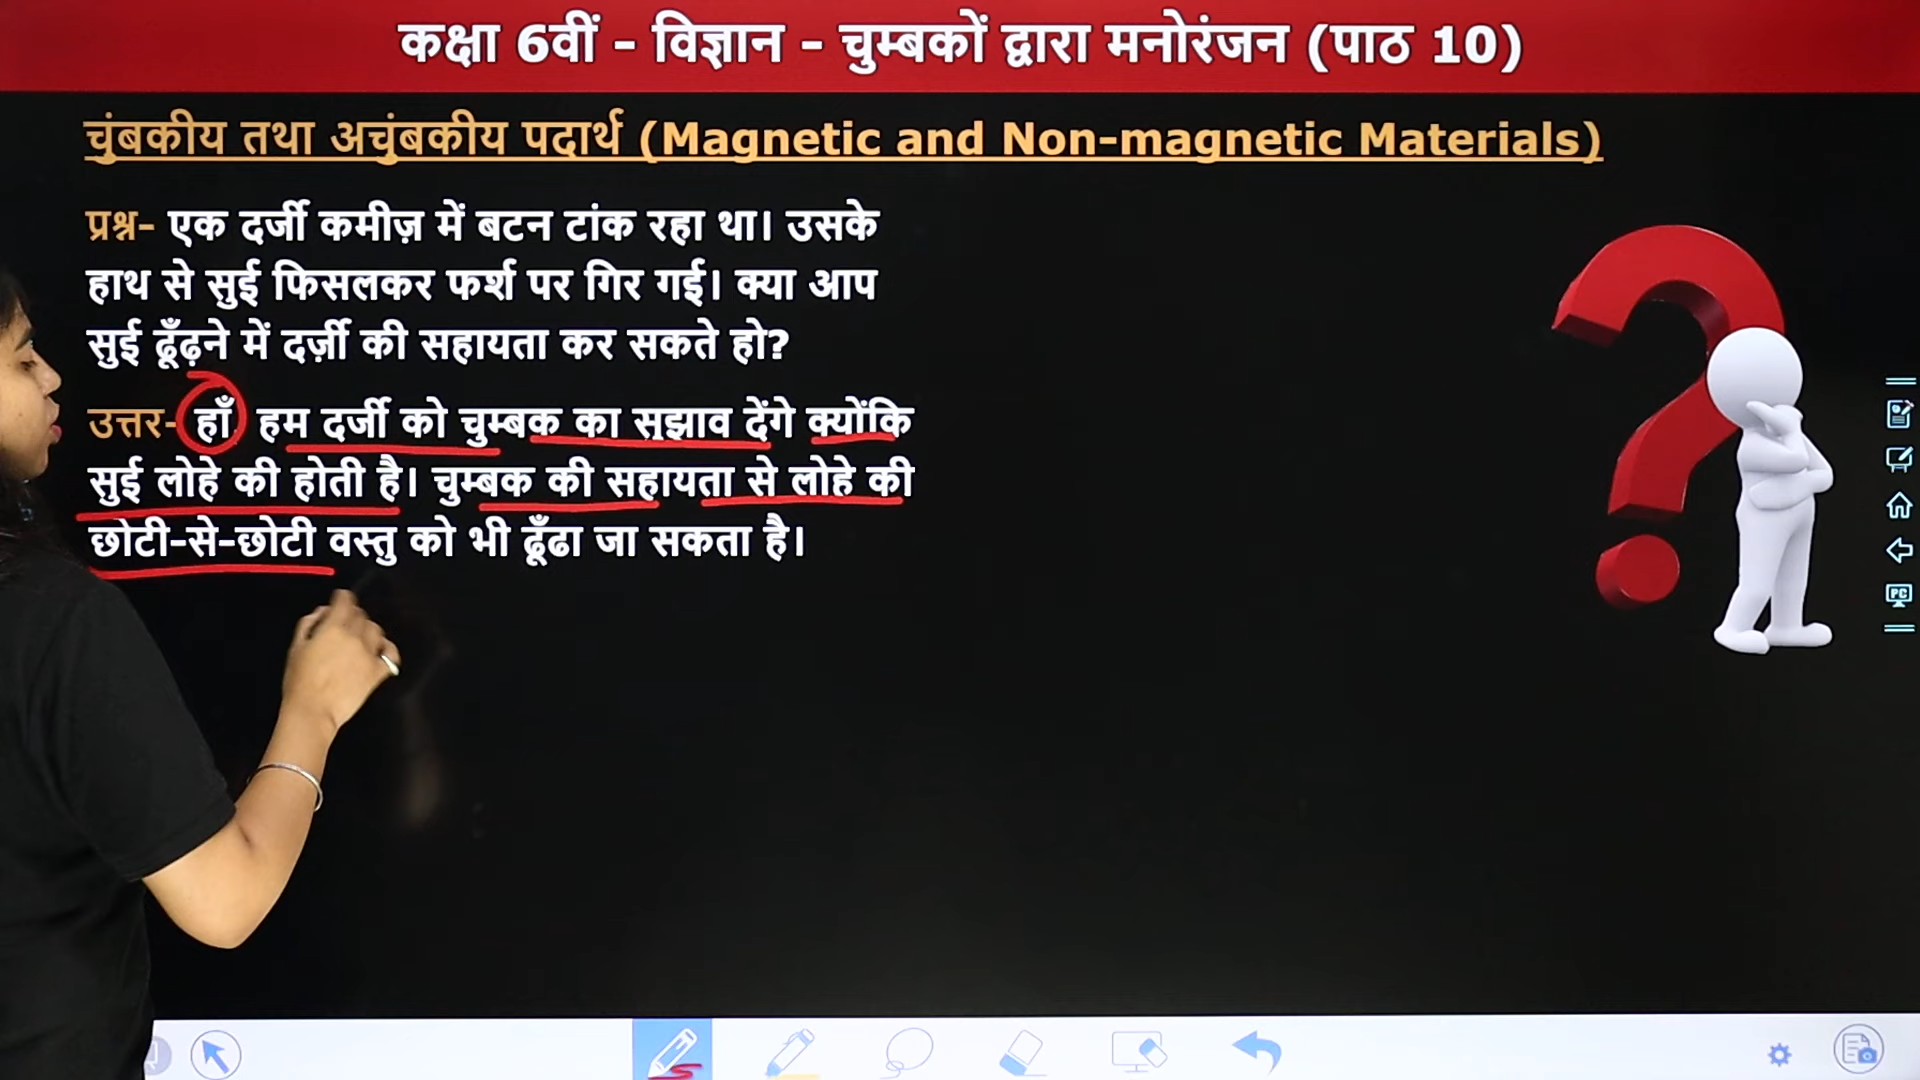 कक्षा 6वीं - विज्ञान - चुम्बकों द्वारा मनोरंजन (पाठ 10)
चुंबकीय तथा अचुंबकीय पदार्थ (Magnetic and Non-magnetic Materials)
प्रश्न- एक दर्जी कमीज़ में बटन टांक रहा था। उसके
हाथ से सुई फिसलकर फर्श पर गिर गई। क्या आप
सुई ढूँढ़ने में दर्ज़ी की सहायता कर सकते हो?
उत्तर- हाँ, हम दर्जी को चुम्बक का सुझाव देंगे क्योंकि
सुई लोहे की होती है। चुम्बक की सहायता से लोहे की
छोटी-से-छोटी वस्तु को भी ढूँढा जा सकता है।
PC